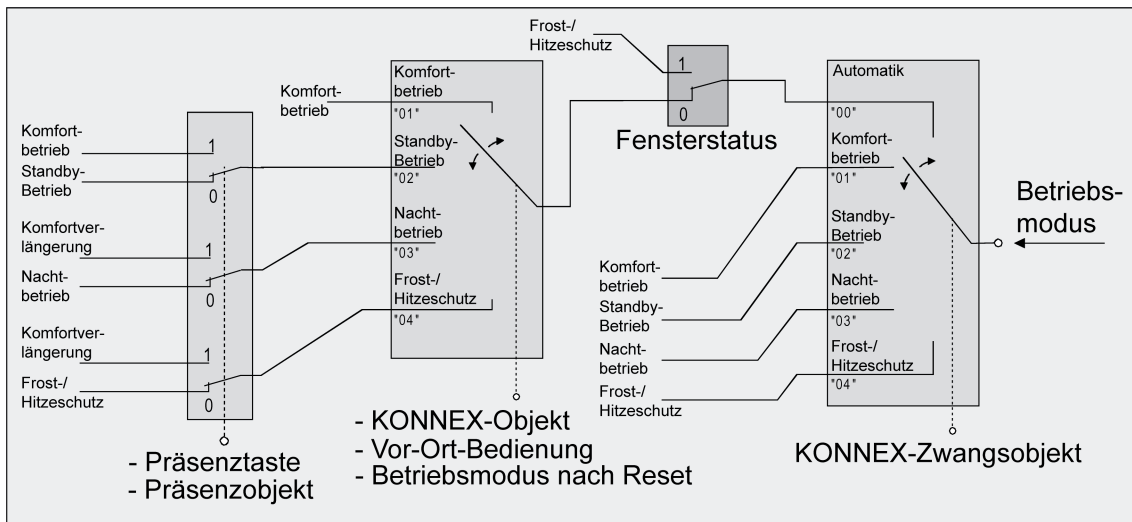 Komfort-
betrieb
Standby-
Betrieb
Komfortver-
längerung
Nacht-
betrieb
Komfortver-
längerung
Frost-/
Hitzeschutz
1
0
1
0
1
0
- Präsenztaste
- Präsenzobjekt
Komfort-
betrieb
Komfort-
betrieb
"01"
Standby-
Betrieb
"02"
Nacht-
betrieb
"03"
Frost-/
Hitzeschutz
"04"
- KONNEX-Objekt
- Vor-Ort-Bedienung
- Betriebsmodus nach Reset
Frost-/
Hitzeschutz
1
0
Fensterstatus
Komfort-
betrieb
Standby-
Betrieb
Nacht-
betrieb
Frost-/
Hitzeschutz
Automatik
"00"
Komfort-
betrieb
"01"
Standby-
Betrieb
"02"
Nacht-
betrieb
"03"
Frost-/
Hitzeschutz
"04"
KONNEX-Zwangsobjekt
Betriebs-
modus